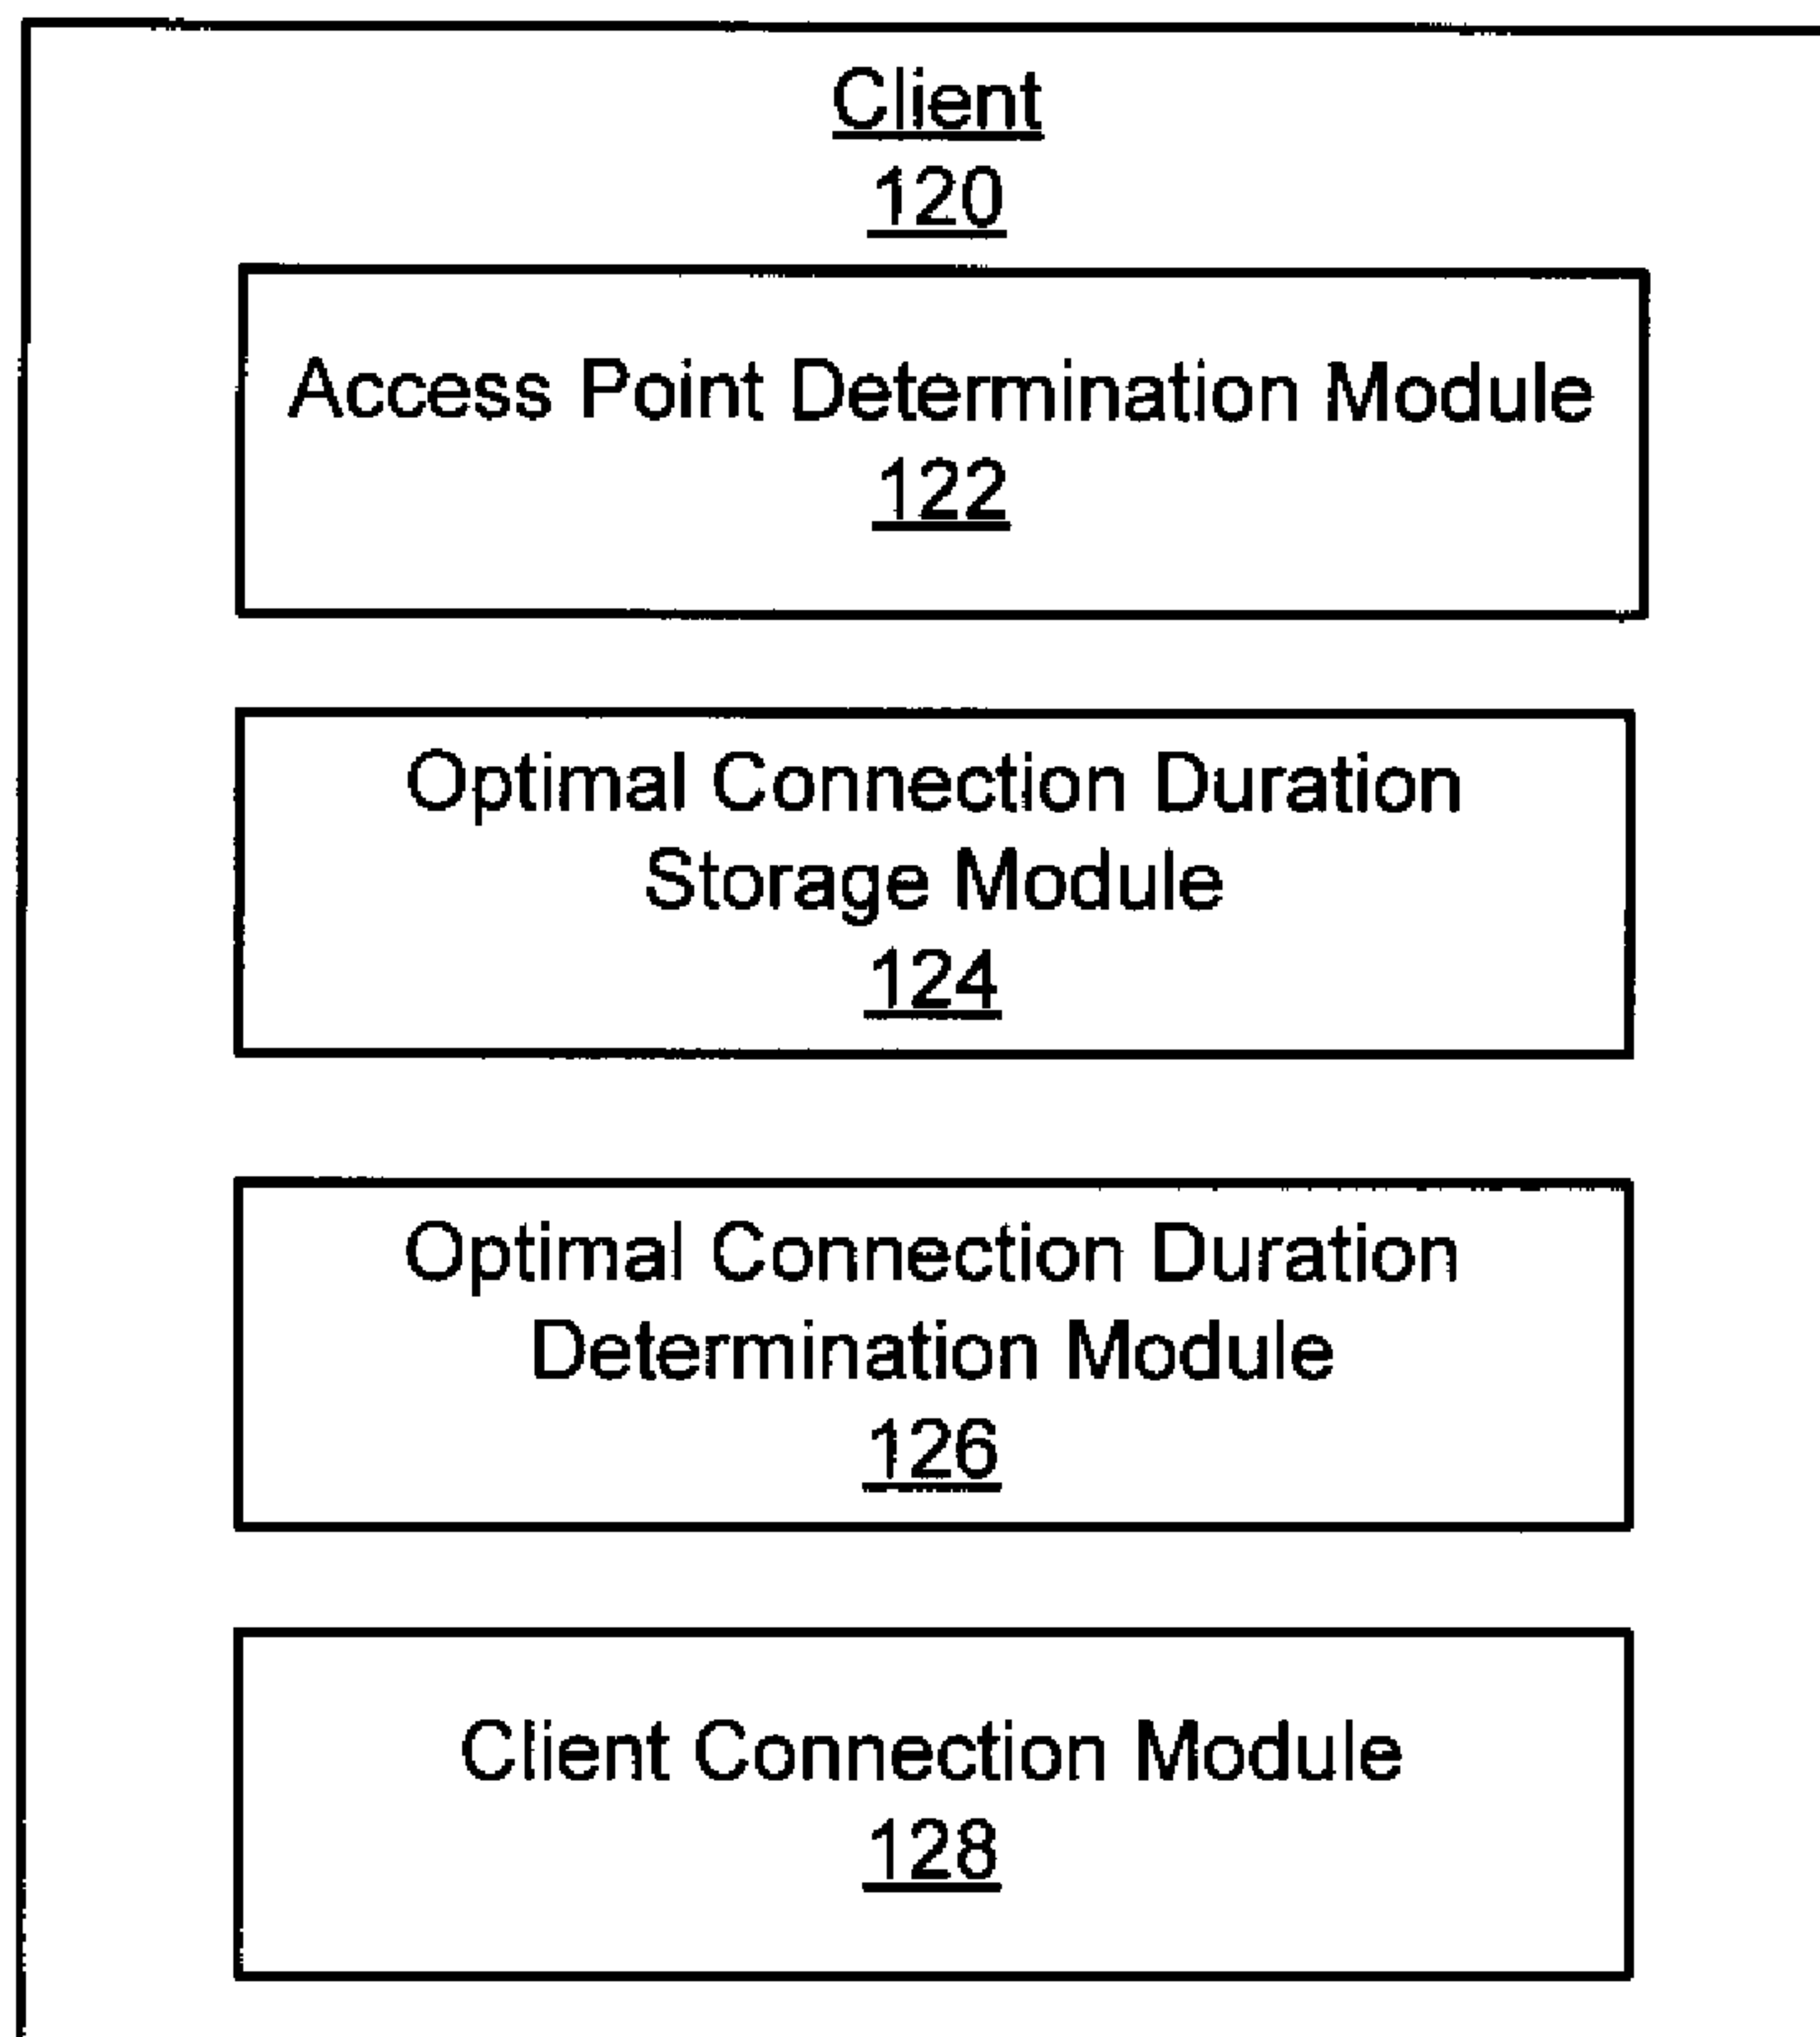 Client
120
Access Point Determination Module
122
Optimal Connection Duration
Storage Module
124
Optimal Connection Duration
Determination Module
126
Client Connection Module
128